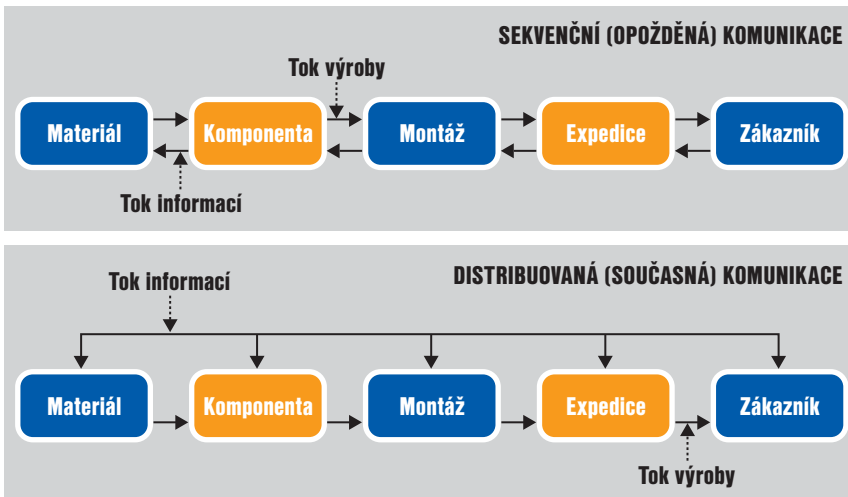 SEKVENČNÍ (OPOŽDĚNÁ) KOMUNIKACE
Tok výroby
Materiál
Komponenta
Montáž
Expedice
Zákazník
Tok informací
DISTRIBUOVANÁ (SOUČASNÁ) KOMUNIKACE
Tok informací
Materiál
Komponenta
Montáž
Expedice
Zákazník
Tok výroby